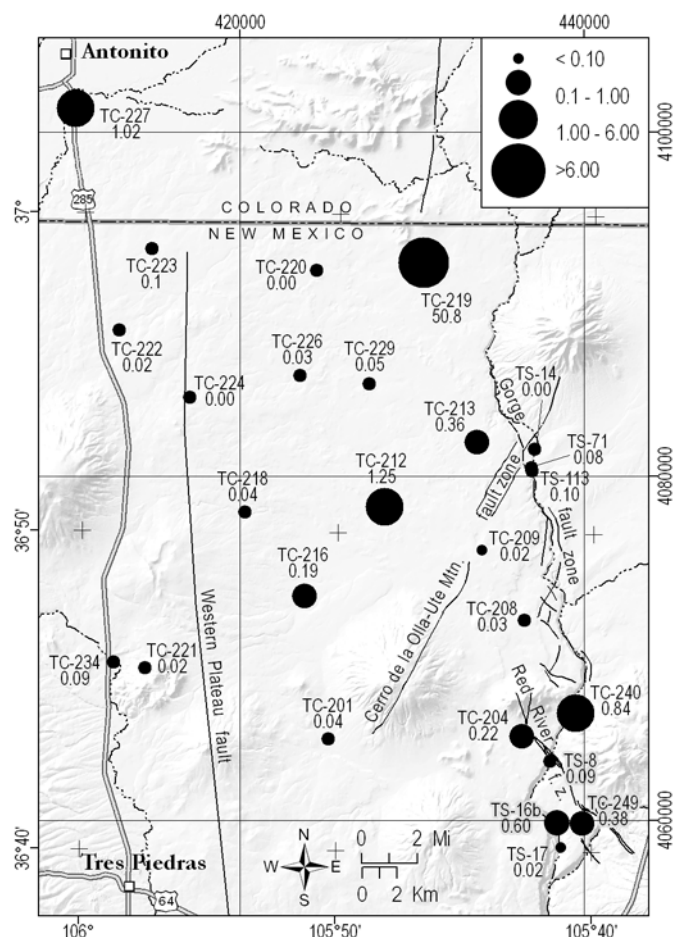 420000
440000
Antonito
< 0.10
0.1 - 1.00
1.00 - 6.00
>6.00
TC-227
1.02
4100000
285
37°
COLORADO
NEW MEXICO
TC-223
0.1
TC-220
0.00
TC-219
50.8
TC-222
0.02
TC-226
0.03
TC-229
0.05
TS-14
0.00
TC-224
0.00
Gorge
fault zone
TC-213
0.36
TS-71
0.08
TC-212
1.25
4080000
TC-218
0.04
TS-113
0.10
fault zone
36°50'
TC-209
0.02
TC-216
0.19
Cerro de la Olla-Ute Mtn.
Western Plateau fault
TC-208
0.03
TC-221
0.02
TC-234
0.09
Red River
f. z.
TC-240
0.84
TC-204
0.22
TC-201
0.04
TS-8
0.09
TS-16b
0.60
TC-249
0.38
4060000
36°40'
TS-17
0.02
N
W E
S
0 2 Mi
0 2 Km
Tres Piedras
64
106°
105°50'
105°40'